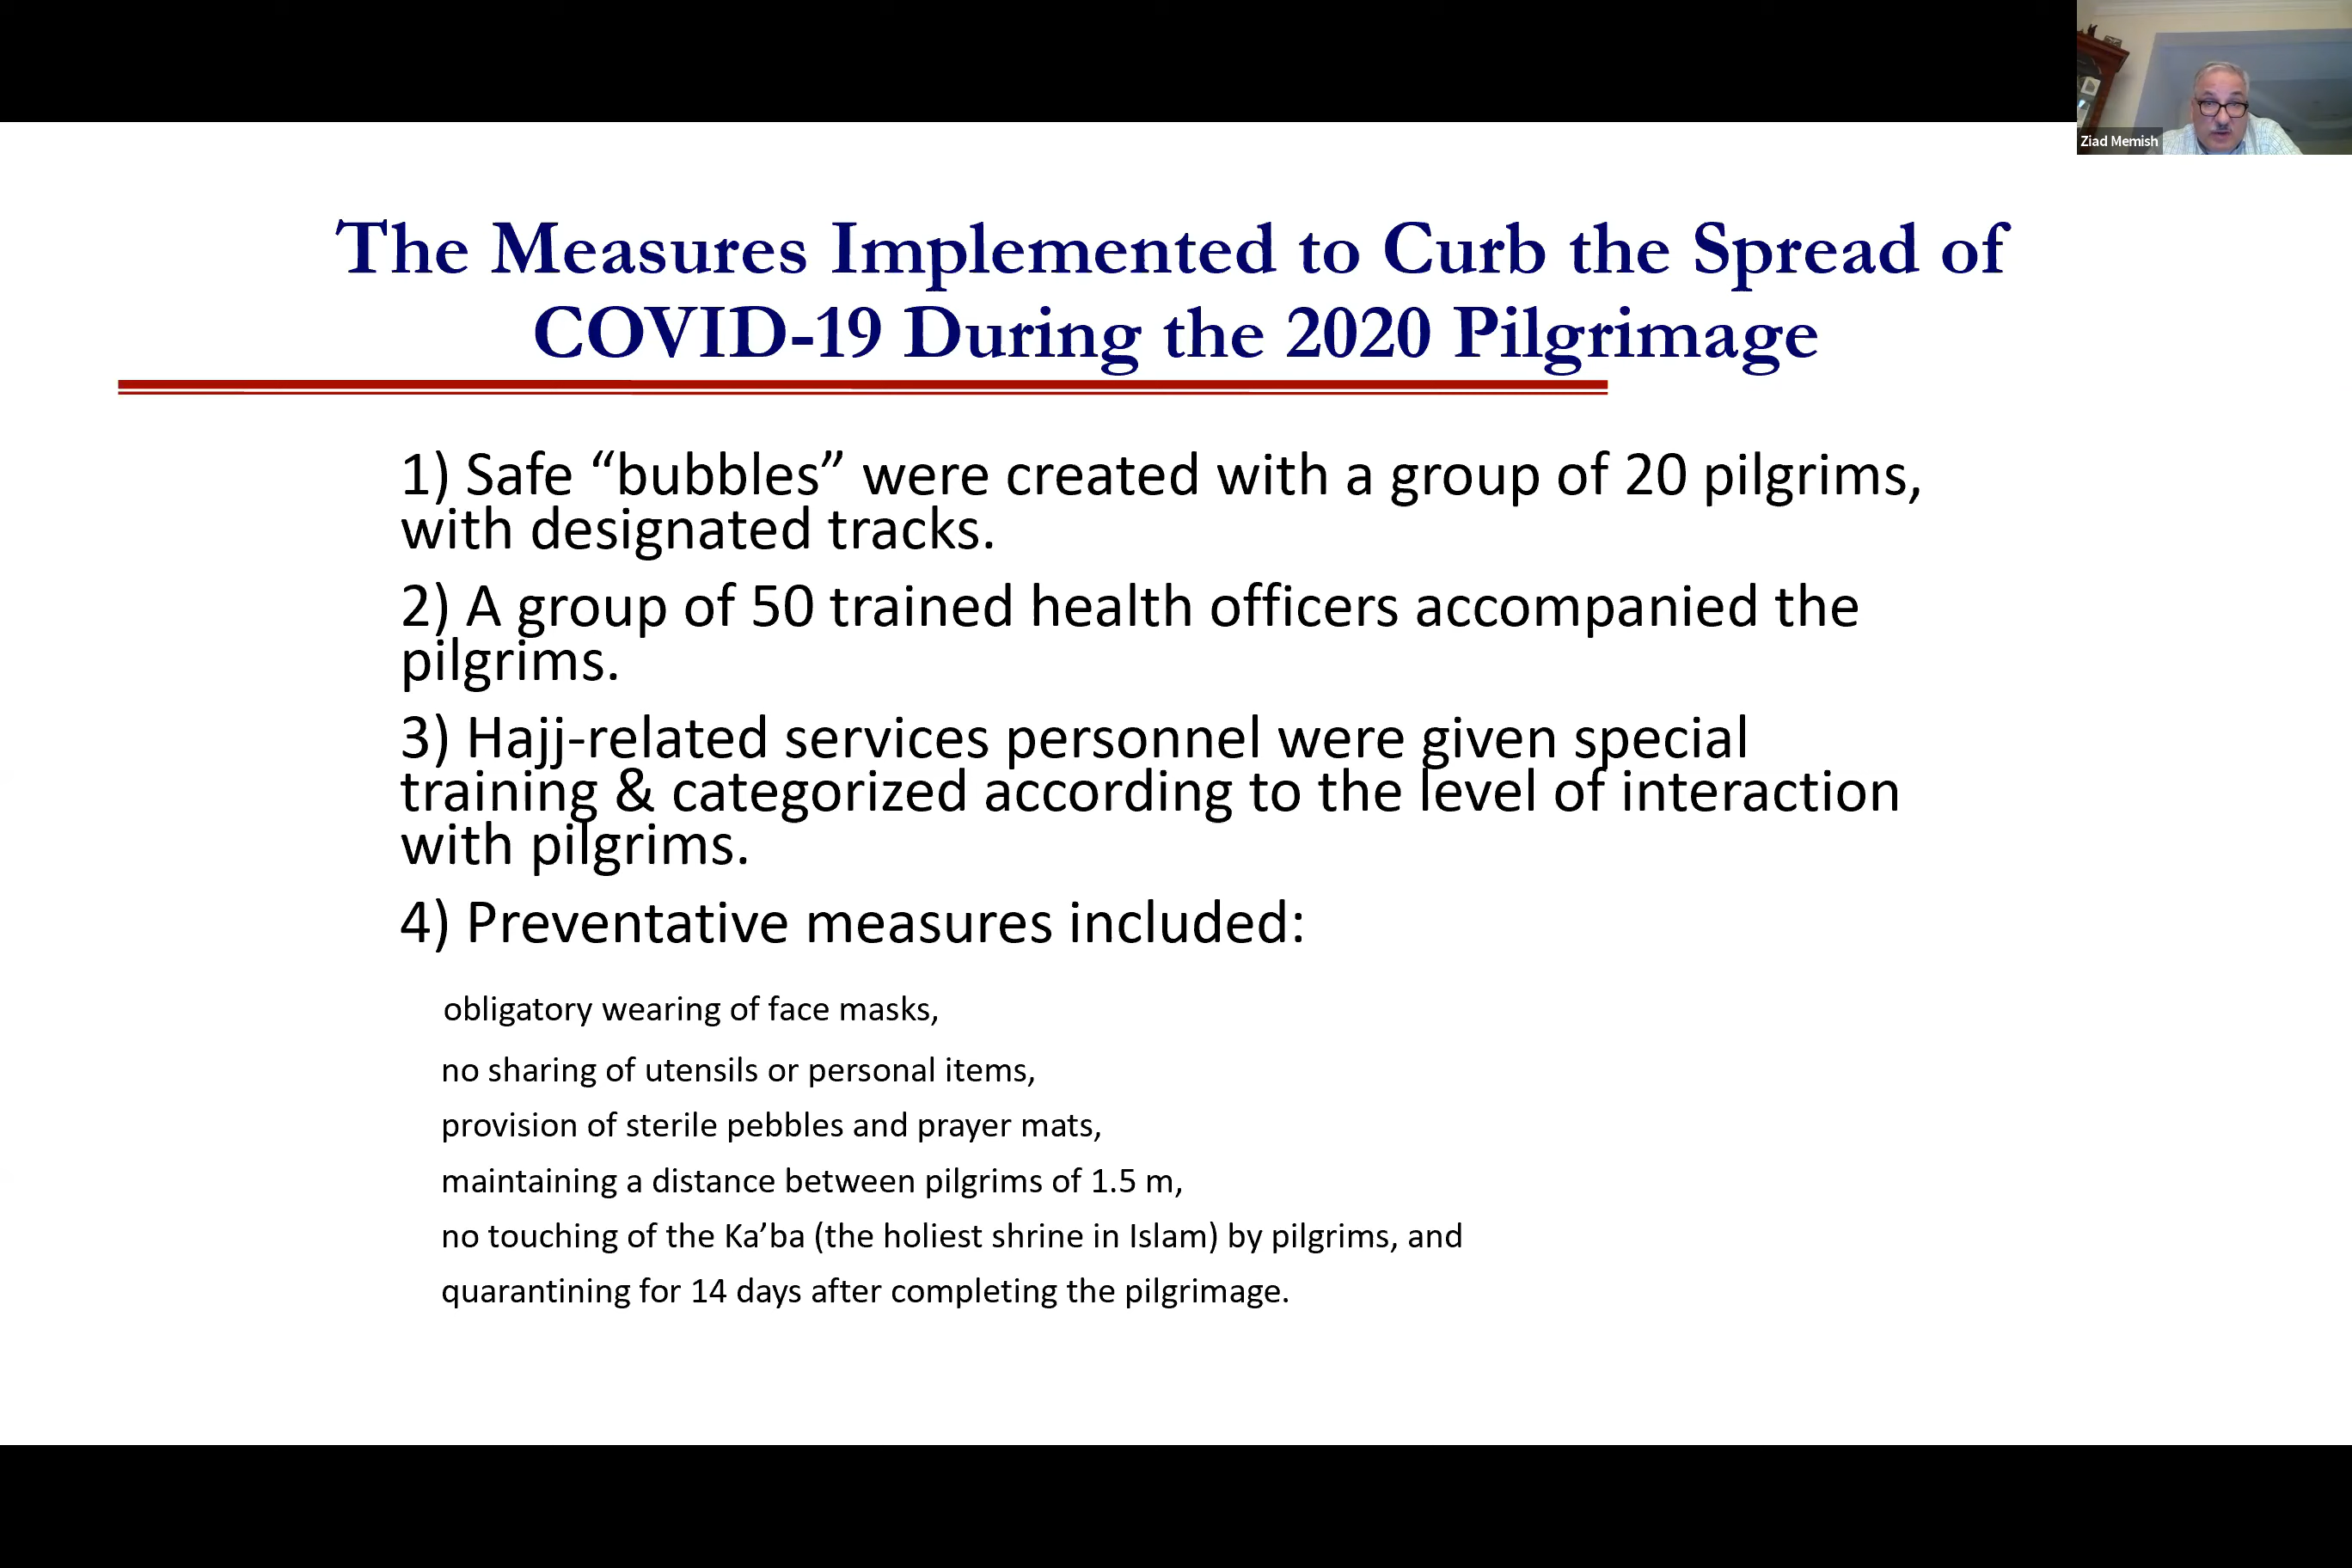 Ziad Memish
The Measures Implemented to Curb the Spread of
COVID-19 During the 2020 Pilgrimage
1) Safe “bubbles” were created with a group of 20 pilgrims,
with designated tracks.
2) A group of 50 trained health officers accompanied the
pilgrims.
3) Hajj-related services personnel were given special
training & categorized according to the level of interaction
with pilgrims.
4) Preventative measures included:
obligatory wearing of face masks,
no sharing of utensils or personal items,
provision of sterile pebbles and prayer mats,
maintaining a distance between pilgrims of 1.5 m,
no touching of the Ka’ba (the holiest shrine in Islam) by pilgrims, and
quarantining for 14 days after completing the pilgrimage.